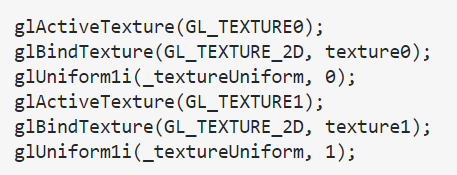 glActiveTexture(GL_TEXTURE0);
glBindTexture(GL_TEXTURE_2D, texture0);
glUniform1i(_textureUniform, 0);
glActiveTexture(GL_TEXTURE1);
glBindTexture(GL_TEXTURE_2D, texture1);
glUniform1i(_textureUniform, 1);